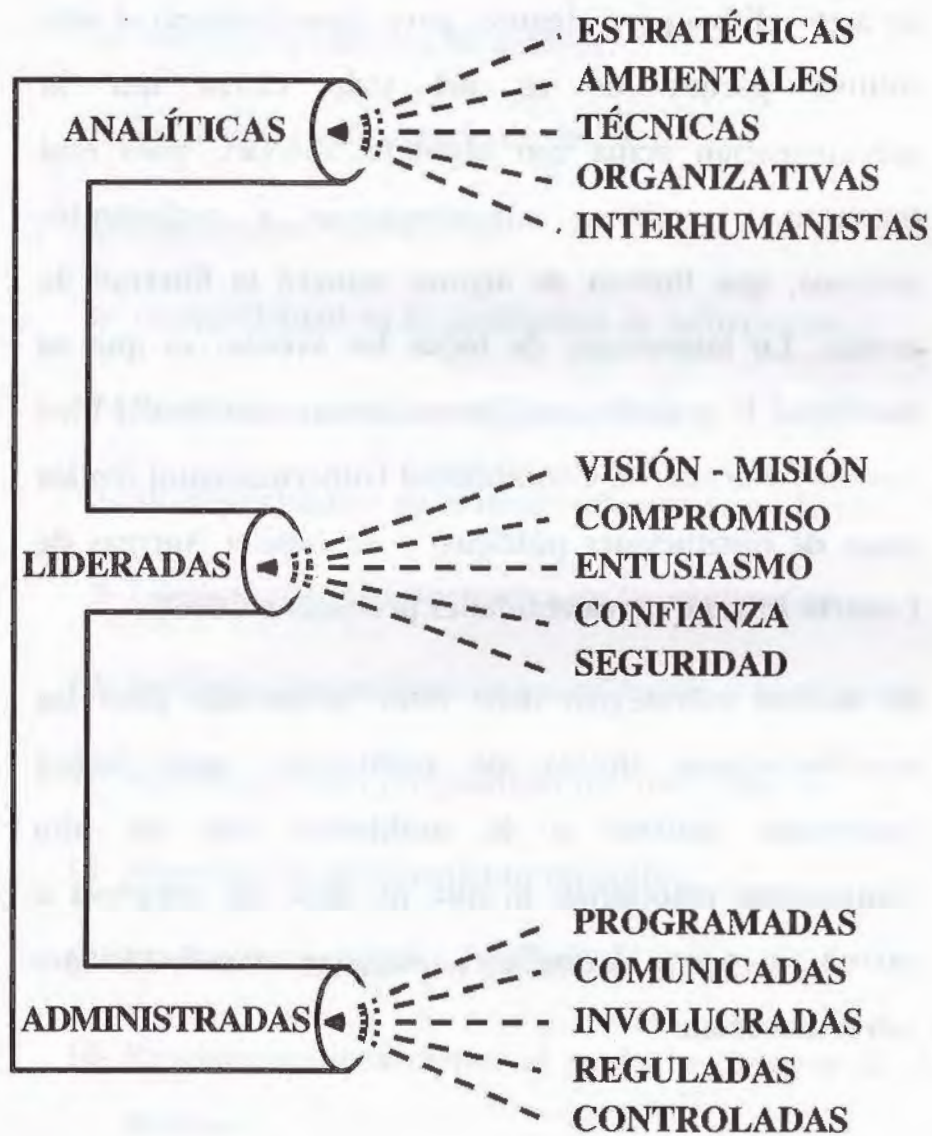 ESTRATÉGICAS
AMBIENTALES
ANALÍTICAS
TÉCNICAS
ORGANIZATIVAS
INTERHUMANISTAS
VISIÓN - MISIÓN
COMPROMISO
LIDERADAS
ENTUSIASMO
CONFIANZA
SEGURIDAD
PROGRAMADAS
COMUNICADAS
ADMINISTRADAS
INVOLUCRADAS
REGULADAS
CONTROLADAS